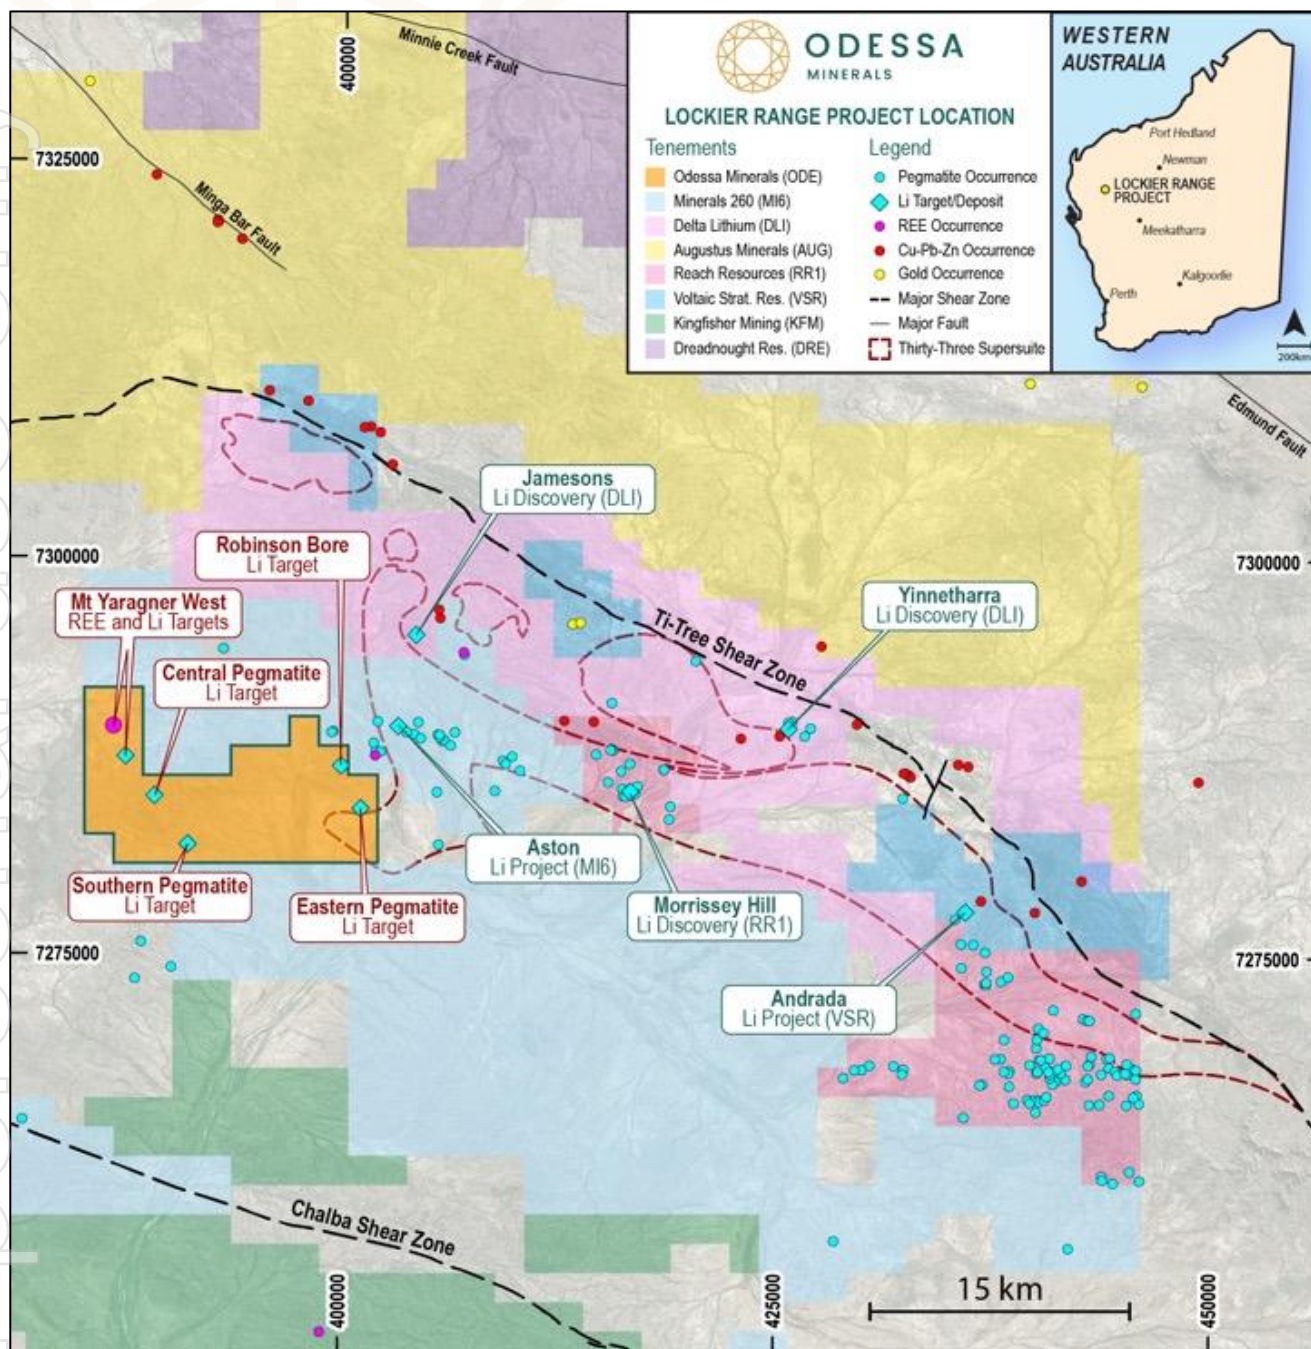 400000
Minnie Creek Fault
7325000
Minga Bar Fault
ODESSA
MINERALS
LOCKIER RANGE PROJECT LOCATION
Tenements
Odessa Minerals (ODE)
Minerals 260 (MI6)
Delta Lithium (DLI)
Augustus Minerals (AUG)
Reach Resources (RR1)
Voltaic Strat. Res. (VSR)
Kingfisher Mining (KFM)
Dreadnought Res. (DRE)
Legend
Pegmatite Occurrence
Li Target/Deposit
REE Occurrence
Cu-Pb-Zn Occurrence
Gold Occurrence
Major Shear Zone
Major Fault
Thirty-Three Supersuite
WESTERN
AUSTRALIA
Port Hedland
Newman
LOCKIER RANGE
PROJECT
Meekatharra
Kalgoorlie
Perth
200km
Edmund Fault
Jamesons
Li Discovery (DLI)
7300000
7300000
Robinson Bore
Li Target
Mt Yaragner West
REE and Li Targets
Central Pegmatite
Li Target
Ti-Tree Shear Zone
Yinnetharra
Li Discovery (DLI)
Southern Pegmatite
Li Target
Eastern Pegmatite
Li Target
Aston
Li Project (MI6)
Morrissey Hill
Li Discovery (RR1)
7275000
7275000
Andrada
Li Project (VSR)
Chalba Shear Zone
400000
425000
15 km
450000